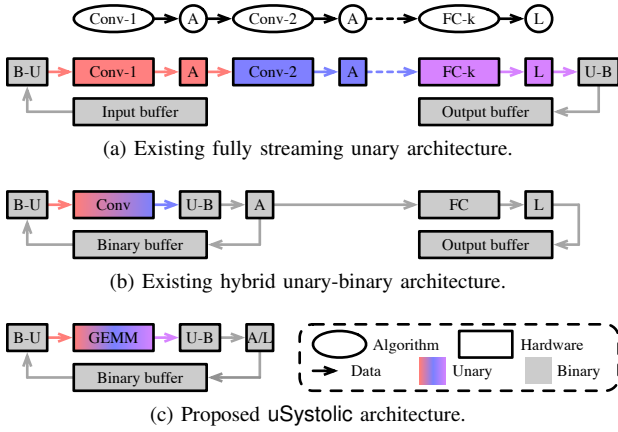 Conv-1 A Conv-2 A FC-k L
B-U Conv-1 A Conv-2 A FC-k L U-B
Input buffer Output buffer
(a) Existing fully streaming unary architecture.
B-U Conv U-B A FC L
Binary buffer Output buffer
(b) Existing hybrid unary-binary architecture.
B-U GEMM U-B A/L
Binary buffer
Algorithm Hardware
Data Unary Binary
(c) Proposed uSystolic architecture.